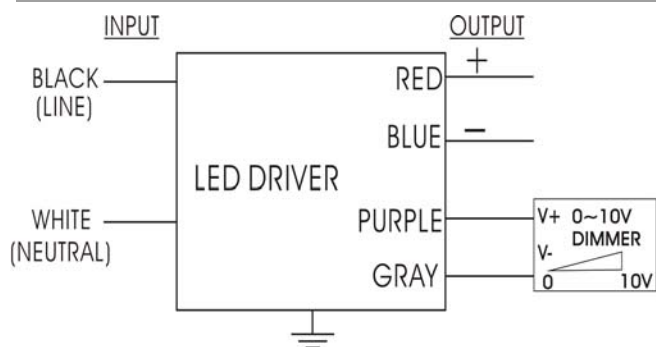 INPUT
OUTPUT
BLACK
(LINE)
RED
+
BLUE
−
LED DRIVER
WHITE
(NEUTRAL)
PURPLE
GRAY
V+ 0~10V
DIMMER
V-
0 10V